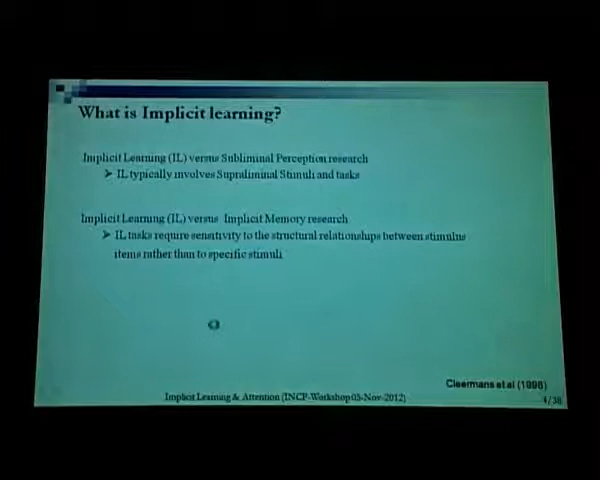 What is Implicit learning?
Implicit Learning (IL) versus Subliminal Perception research
➤ IL typically involves Supraliminal Stimuli and tasks
Implicit Learning (IL) versus Implicit Memory research
➤ IL tasks require sensitivity to the structural relationships between stimulus
items rather than to specific stimuli
Cleermans et al (1998)
Implicit Learning & Attention (INCP-Workshop 05-Nov-2012)
4/38